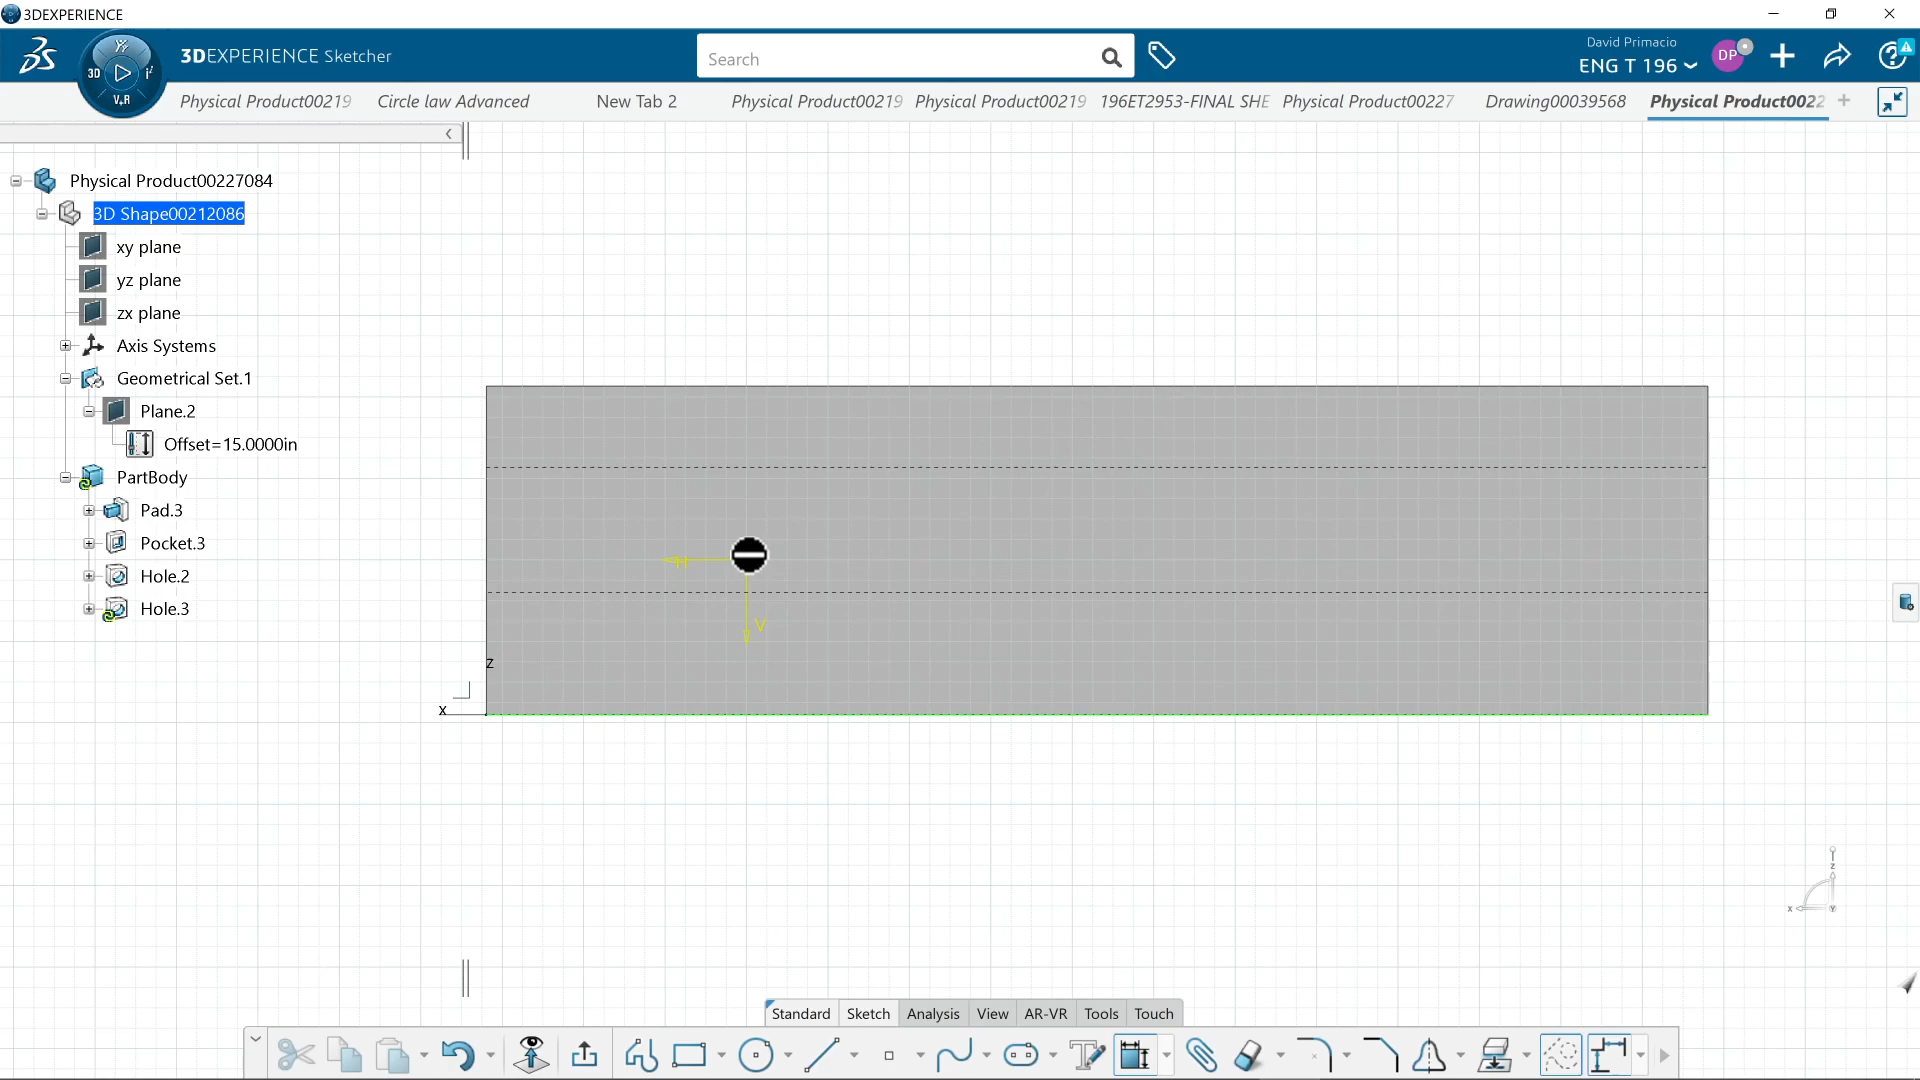 3DEXPERIENCE
3DEXPERIENCE Sketcher
Search
David Primacio
ENG T 196
DP
3D
V+R
Physical Product00219
Circle law Advanced
New Tab 2
Physical Product00219
Physical Product00219
196ET2953-FINAL SHE
Physical Product00227
Drawing00039568
Physical Product0022
Physical Product00227084
3D Shape00212086
xy plane
yz plane
zx plane
Axis Systems
Geometrical Set.1
Plane.2
Offset=15.0000in
PartBody
Pad.3
Pocket.3
Hole.2
Hole.3
H
V
z
x
z
x
Y
Standard
Sketch
Analysis
View
AR-VR
Tools
Touch